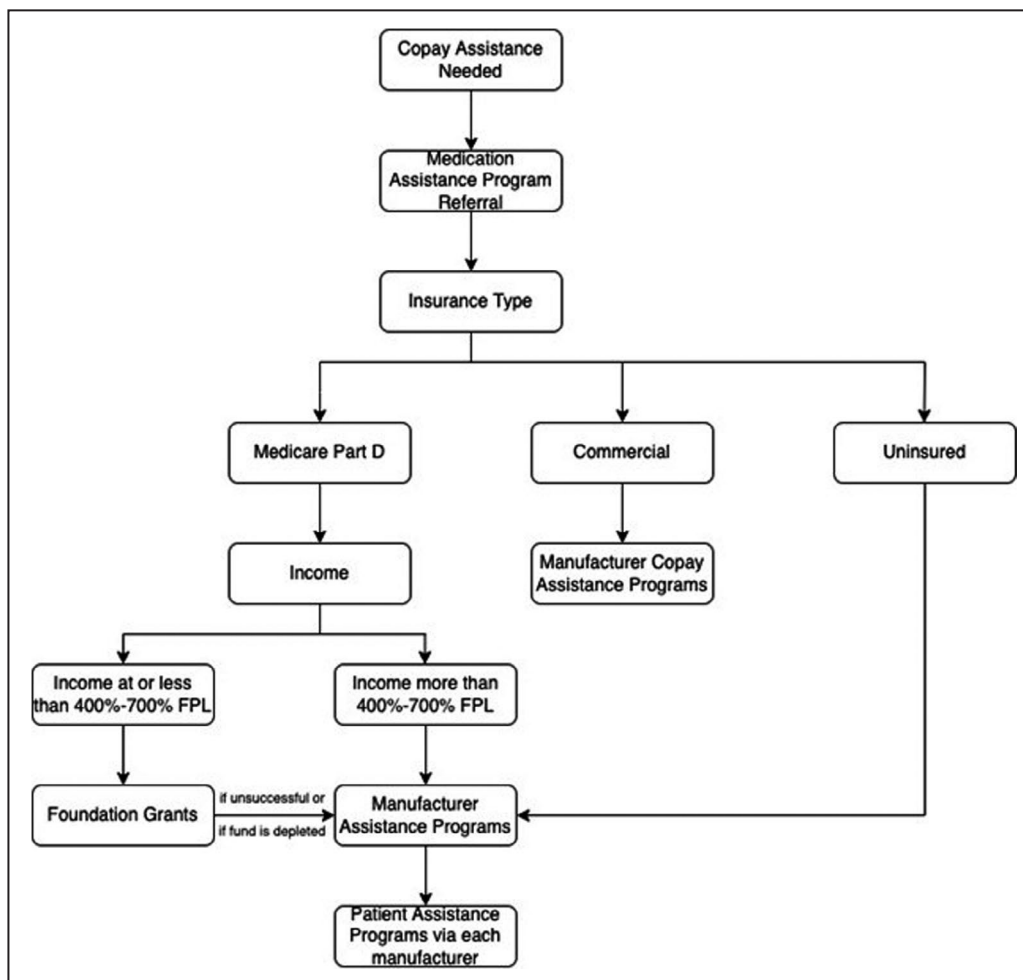 Copay Assistance
Needed
Medication
Assistance Program
Referral
Insurance Type
Medicare Part D
Commercial
Uninsured
Income
Manufacturer Copay
Assistance Programs
Income at or less
than 400%-700% FPL
Income more than
400%-700% FPL
Foundation Grants
if unsuccessful or
if fund is depleted
Manufacturer
Assistance Programs
Patient Assistance
Programs via each
manufacturer